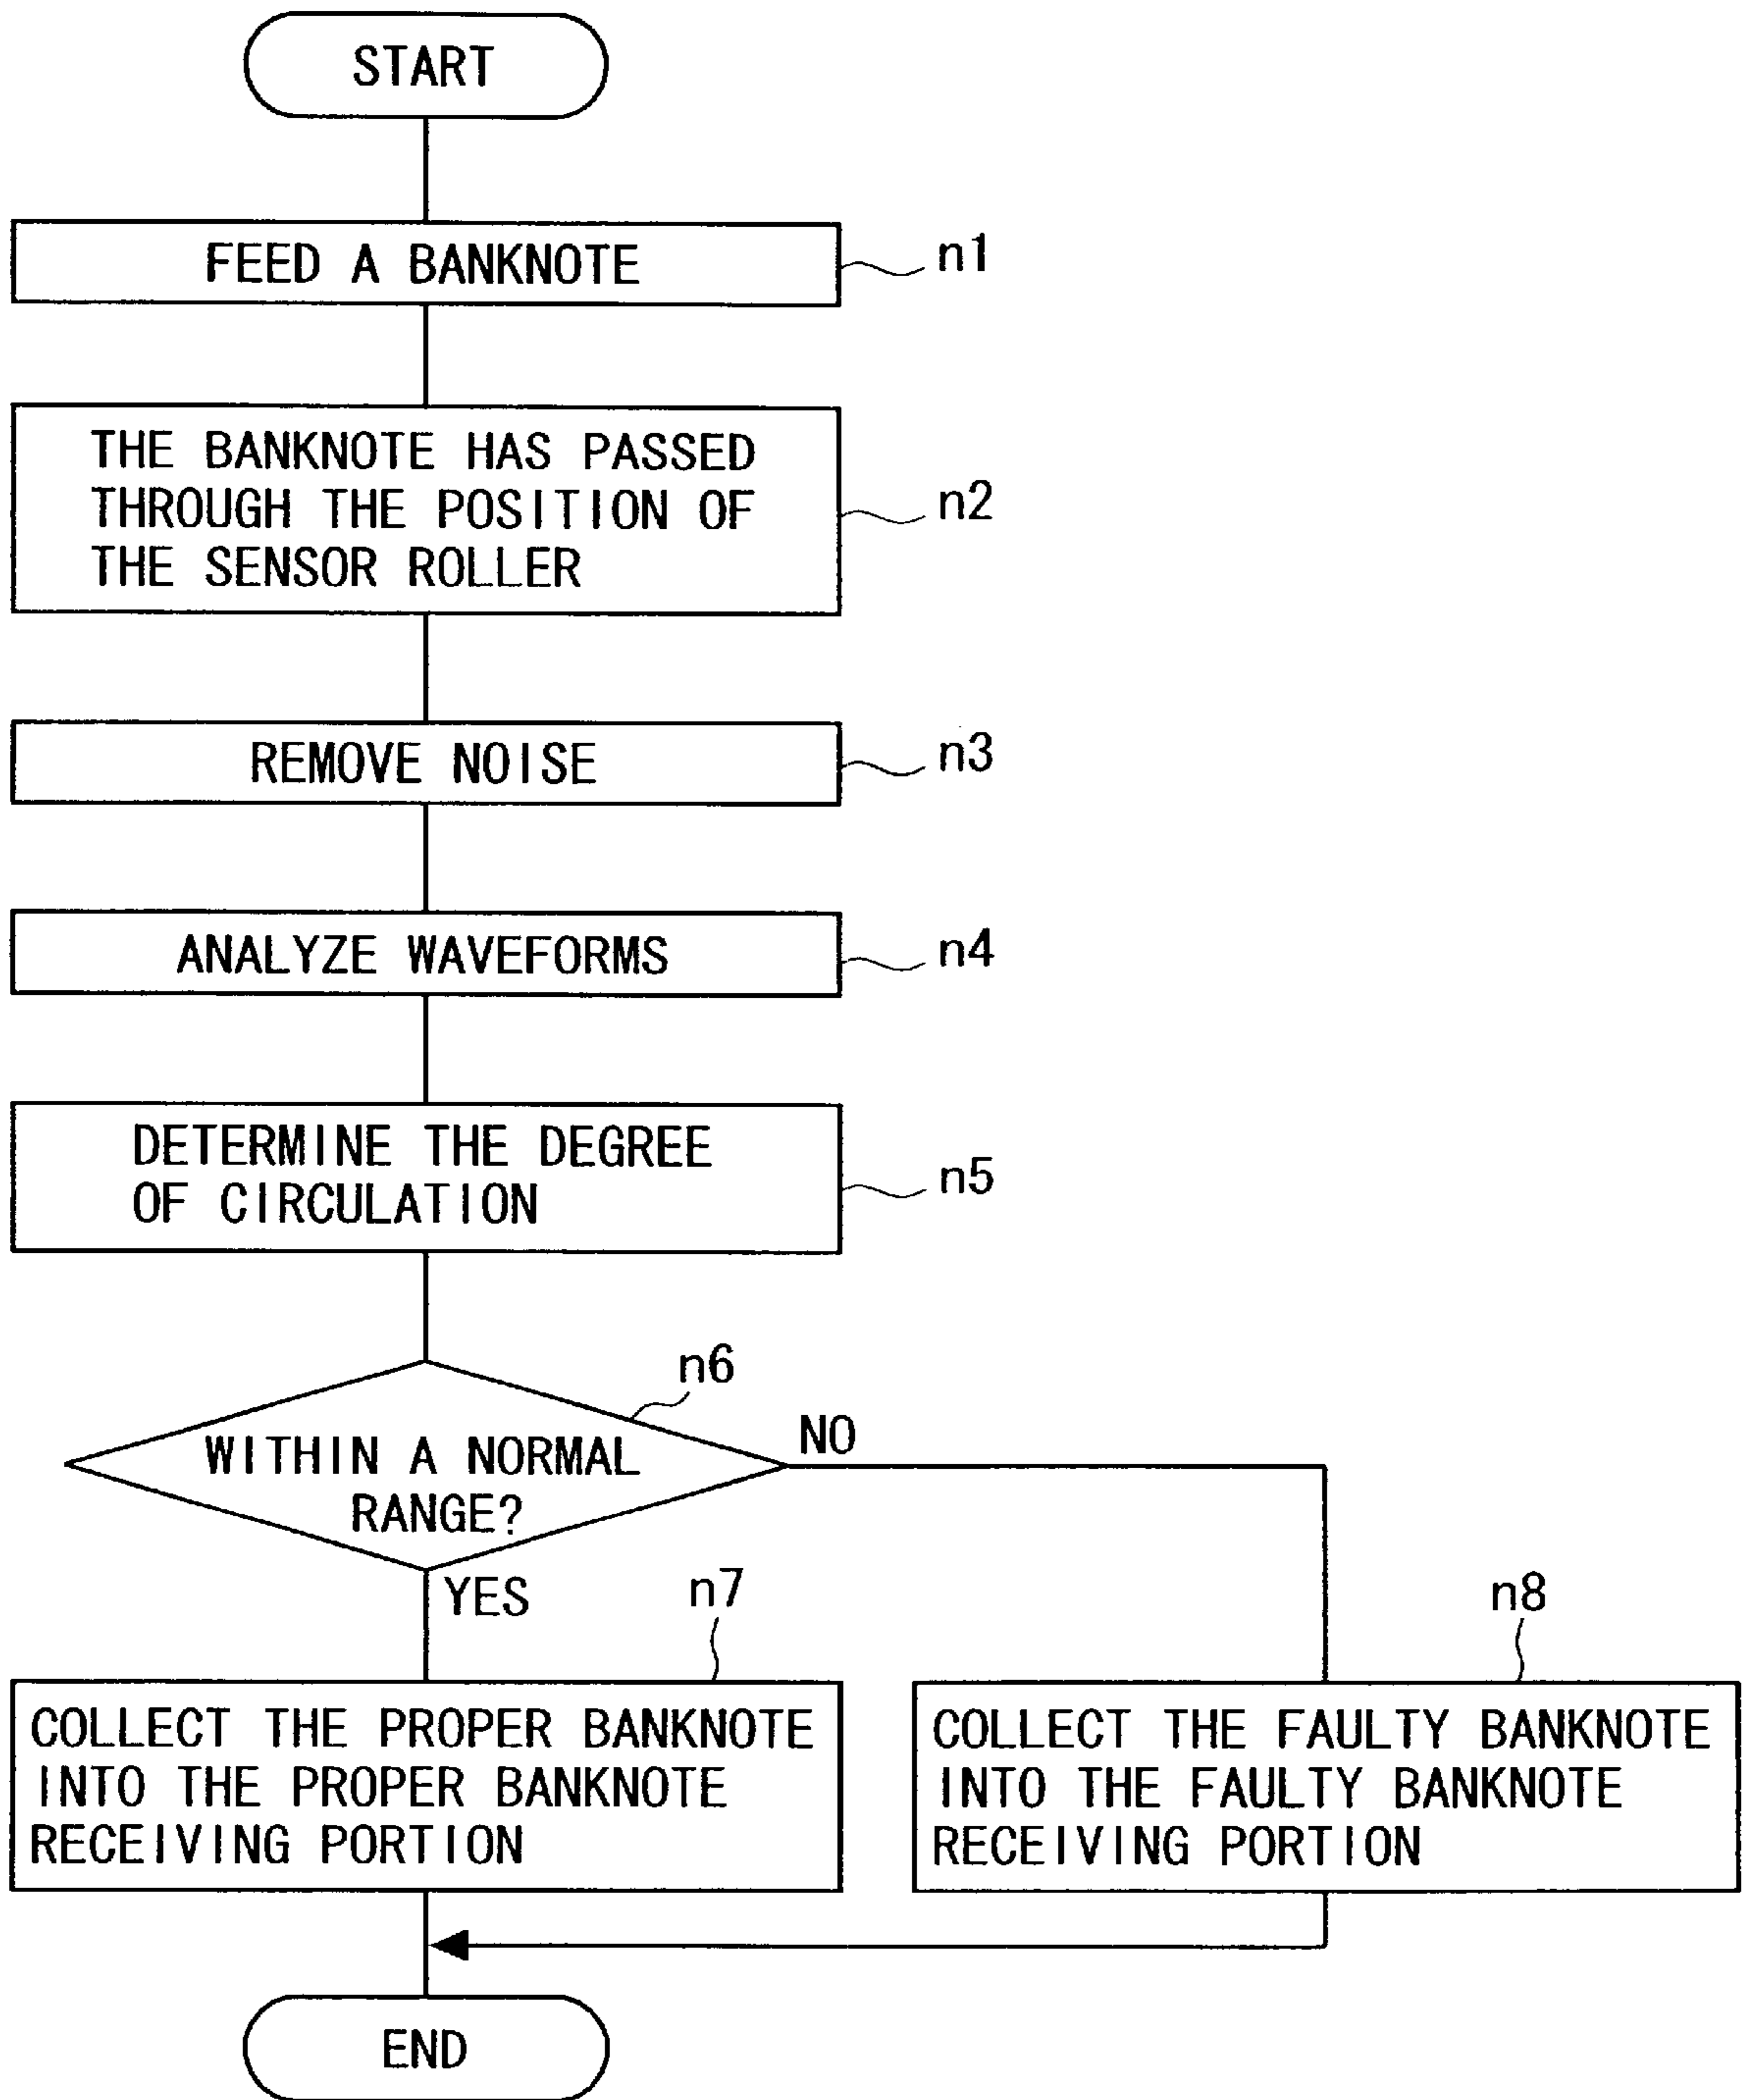 START
FEED A BANKNOTE
n1
THE BANKNOTE HAS PASSED
THROUGH THE POSITION OF
THE SENSOR ROLLER
n2
REMOVE NOISE
n3
ANALYZE WAVEFORMS
n4
DETERMINE THE DEGREE
OF CIRCULATION
n5
n6
WITHIN A NORMAL
RANGE?
NO
YES
n7
COLLECT THE PROPER BANKNOTE
INTO THE PROPER BANKNOTE
RECEIVING PORTION
n8
COLLECT THE FAULTY BANKNOTE
INTO THE FAULTY BANKNOTE
RECEIVING PORTION
END